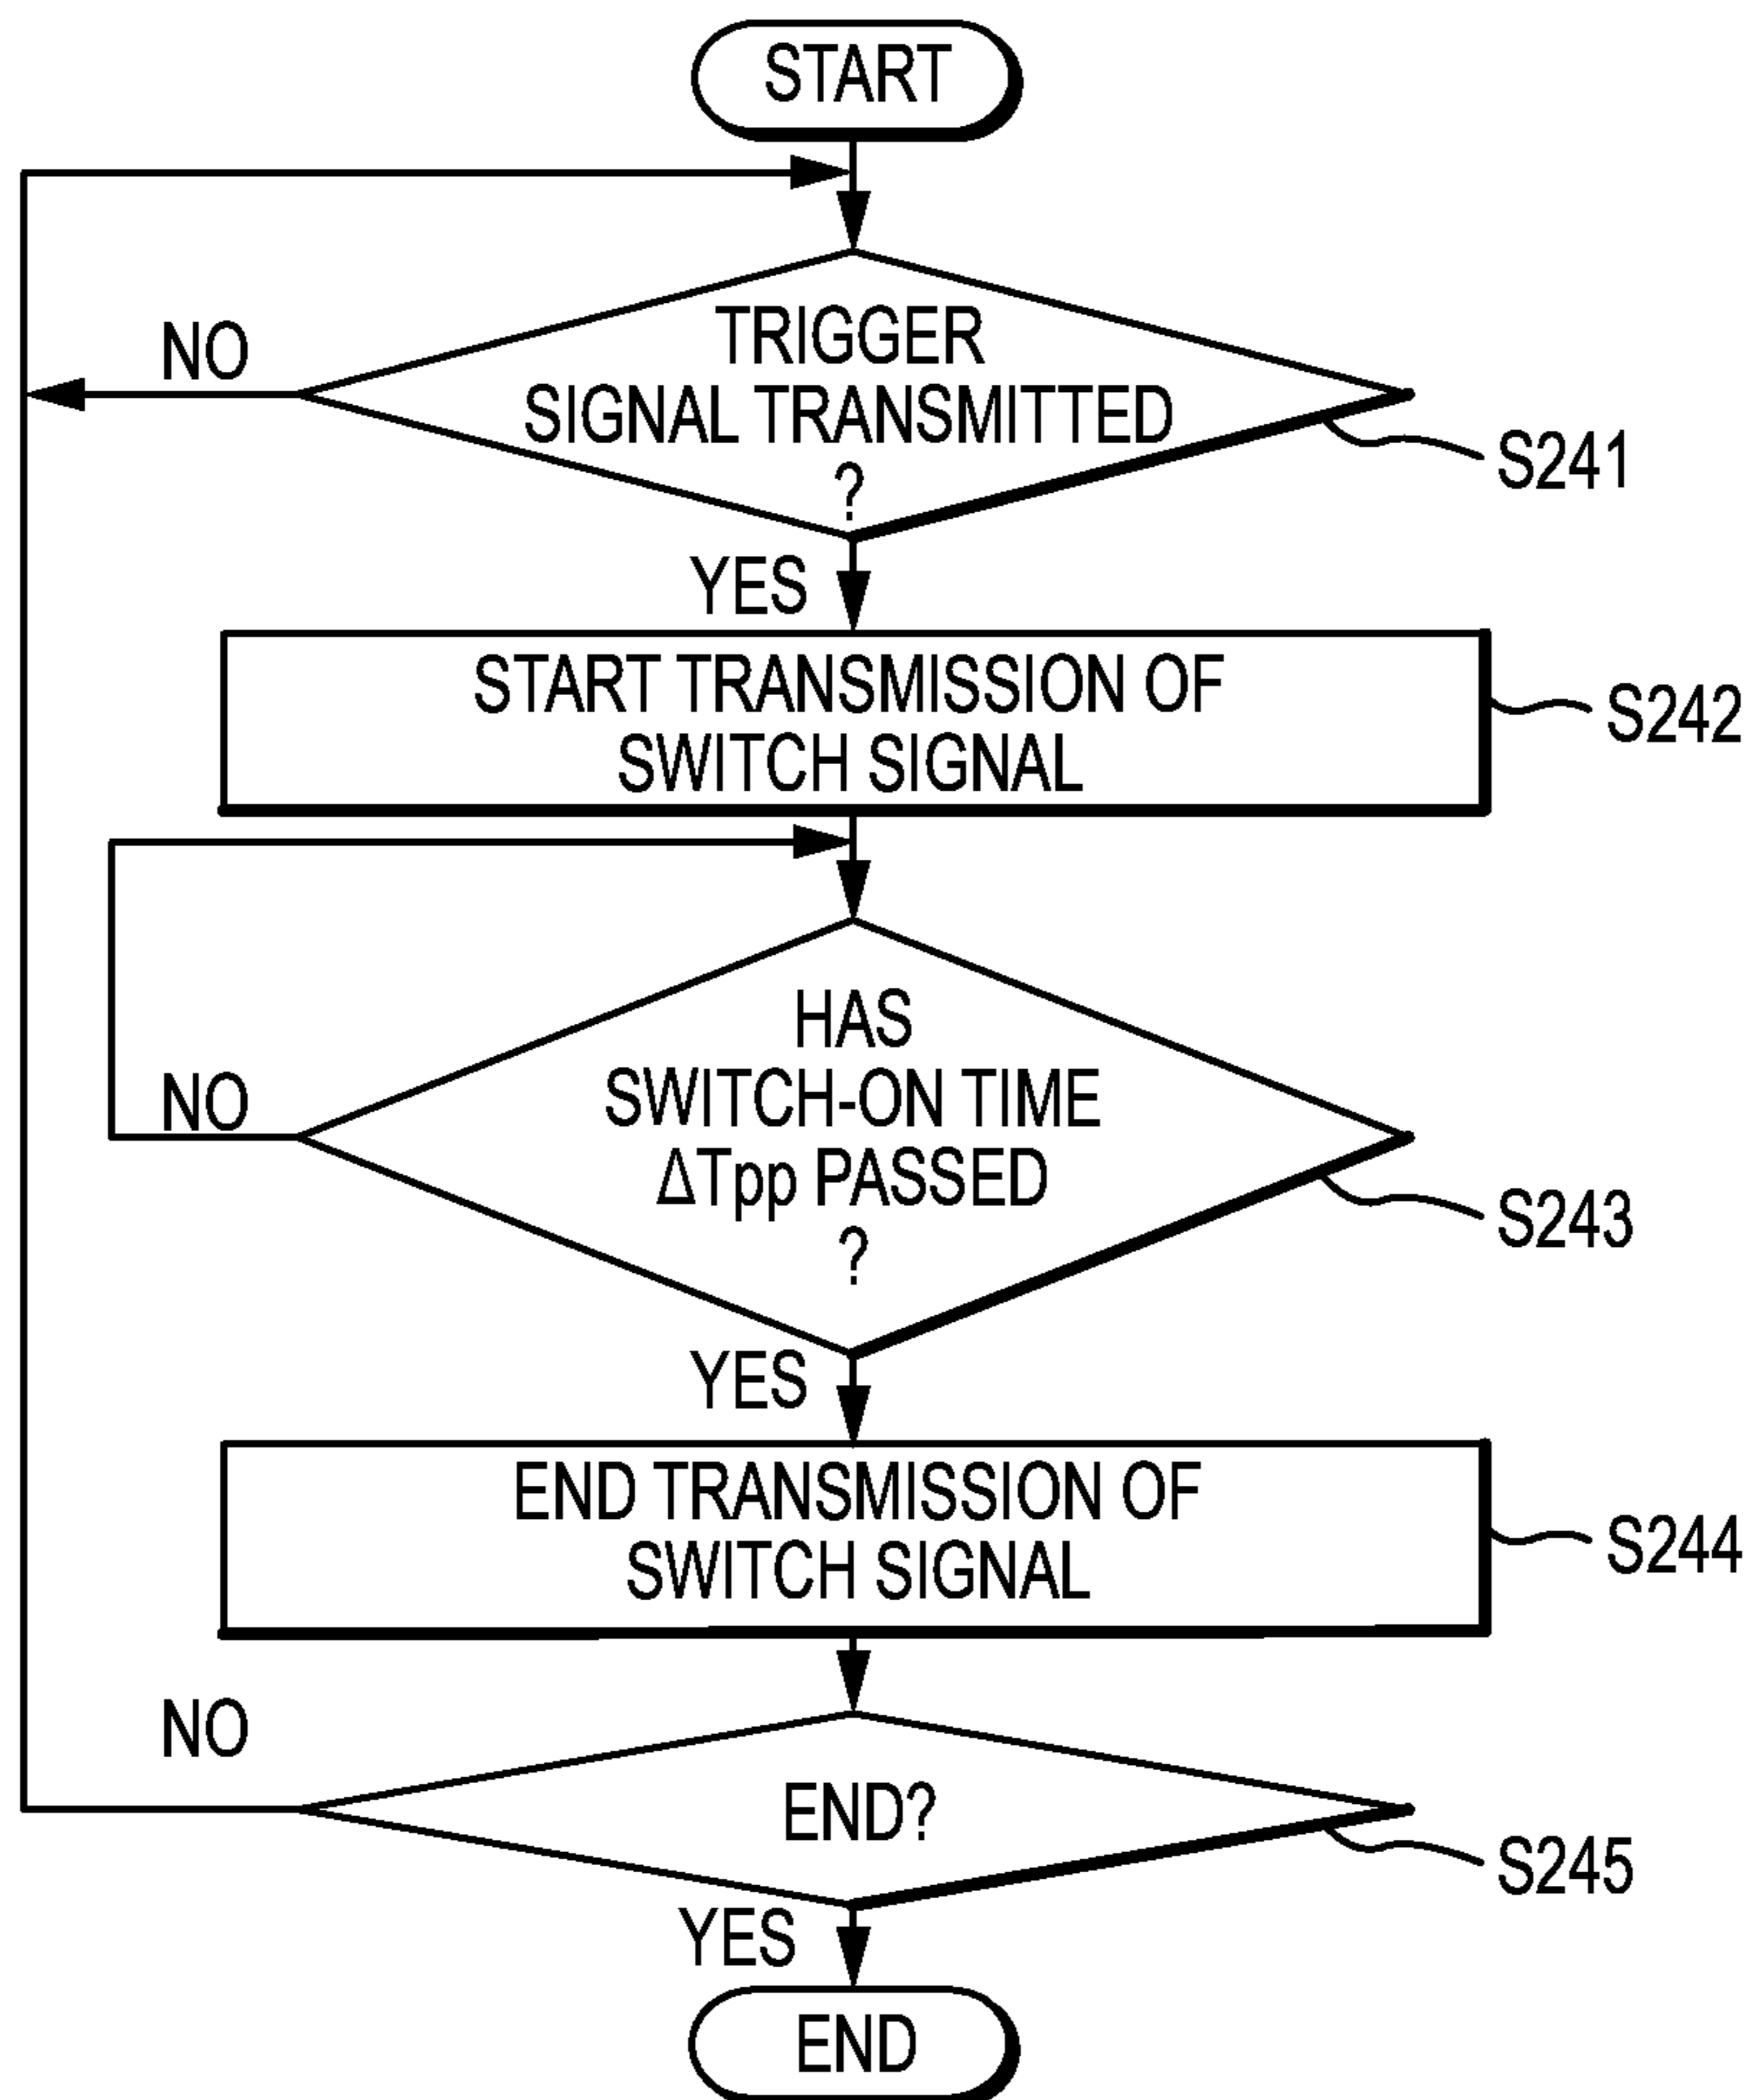 START
NO
TRIGGER
SIGNAL TRANSMITTED
?
S241
YES
START TRANSMISSION OF
SWITCH SIGNAL
S242
HAS
SWITCH-ON TIME
ΔTpp PASSED
?
NO
S243
YES
END TRANSMISSION OF
SWITCH SIGNAL
S244
NO
END?
S245
YES
END